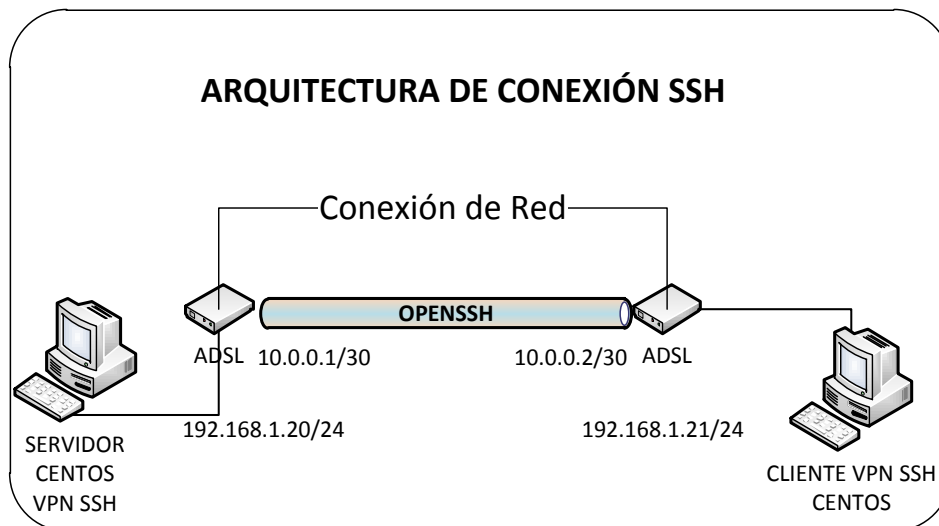 ARQUITECTURA DE CONEXIÓN SSH
Conexión de Red
OPENSSH
ADSL
10.0.0.1/30
10.0.0.2/30
ADSL
192.168.1.20/24
192.168.1.21/24
SERVIDOR
CENTOS
VPN SSH
CLIENTE VPN SSH
CENTOS